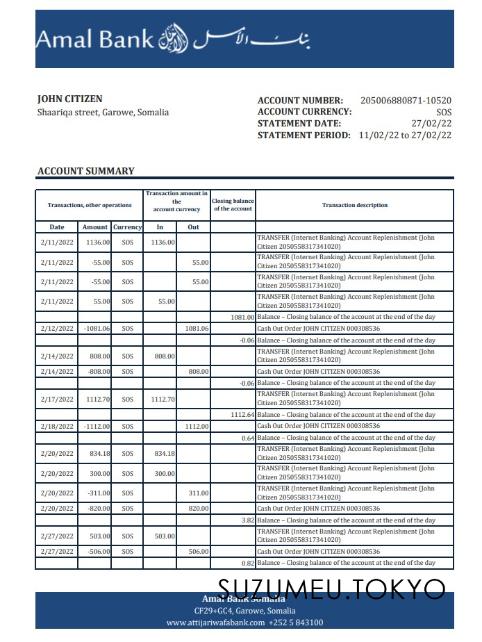 Amal Bank بنك الأمل
JOHN CITIZEN
Shaariqa street, Garowe, Somalia
ACCOUNT NUMBER: 205006880871-10520
ACCOUNT CURRENCY: SOS
STATEMENT DATE: 27/02/22
STATEMENT PERIOD: 11/02/22 to 27/02/22
ACCOUNT SUMMARY
Transactions, other operations
Transaction amount in
the
account currency
Closing balance
of the account
Transaction description
Date Amount Currency In Out
2/11/2022 1136.00 SOS 1136.00 TRANSFER (Internet Banking) Account Replenishment (John
Citizen 2050558317341020)
2/11/2022 -55.00 SOS 55.00 TRANSFER (Internet Banking) Account Replenishment (John
Citizen 2050558317341020)
2/11/2022 -55.00 SOS 55.00 TRANSFER (Internet Banking) Account Replenishment (John
Citizen 2050558317341020)
2/11/2022 55.00 SOS 55.00 TRANSFER (Internet Banking) Account Replenishment (John
Citizen 2050558317341020)
1081.00 Balance – Closing balance of the account at the end of the day
2/12/2022 -1081.06 SOS 1081.06 Cash Out Order JOHN CITIZEN 000308536
-0.06 Balance – Closing balance of the account at the end of the day
2/14/2022 808.00 SOS 808.00 TRANSFER (Internet Banking) Account Replenishment (John
Citizen 2050558317341020)
2/14/2022 -808.00 SOS 808.00 Cash Out Order JOHN CITIZEN 000308536
-0.06 Balance – Closing balance of the account at the end of the day
2/17/2022 1112.70 SOS 1112.70 TRANSFER (Internet Banking) Account Replenishment (John
Citizen 2050558317341020)
1112.64 Balance – Closing balance of the account at the end of the day
2/18/2022 -1112.00 SOS 1112.00 Cash Out Order JOHN CITIZEN 000308536
0.64 Balance – Closing balance of the account at the end of the day
2/20/2022 834.18 SOS 834.18 TRANSFER (Internet Banking) Account Replenishment (John
Citizen 2050558317341020)
2/20/2022 300.00 SOS 300.00 TRANSFER (Internet Banking) Account Replenishment (John
Citizen 2050558317341020)
2/20/2022 -311.00 SOS 311.00 TRANSFER (Internet Banking) Account Replenishment (John
Citizen 2050558317341020)
2/20/2022 -820.00 SOS 820.00 Cash Out Order JOHN CITIZEN 000308536
3.82 Balance – Closing balance of the account at the end of the day
2/27/2022 503.00 SOS 503.00 TRANSFER (Internet Banking) Account Replenishment (John
Citizen 2050558317341020)
2/27/2022 -506.00 SOS 506.00 Cash Out Order JOHN CITIZEN 000308536
0.82 Balance – Closing balance of the account at the end of the day
SUZUMEU.TOKYO
Amal Bank Somalia
CF29+GC4, Garowe, Somalia
www.attijariwafabank.com +252 5 843100